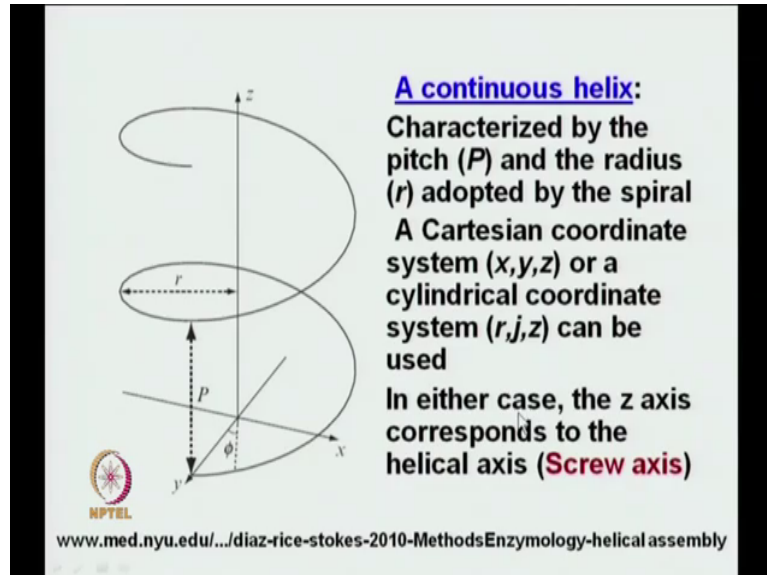 z
r
P
x
ϕ
y
A continuous helix:
Characterized by the
pitch (P) and the radius
(r) adopted by the spiral
A Cartesian coordinate
system (x,y,z) or a
cylindrical coordinate
system (r,j,z) can be
used
In either case, the z axis
corresponds to the
helical axis (Screw axis)
NPTEL
www.med.nyu.edu/.../diaz-rice-stokes-2010-MethodsEnzymology-helical assembly